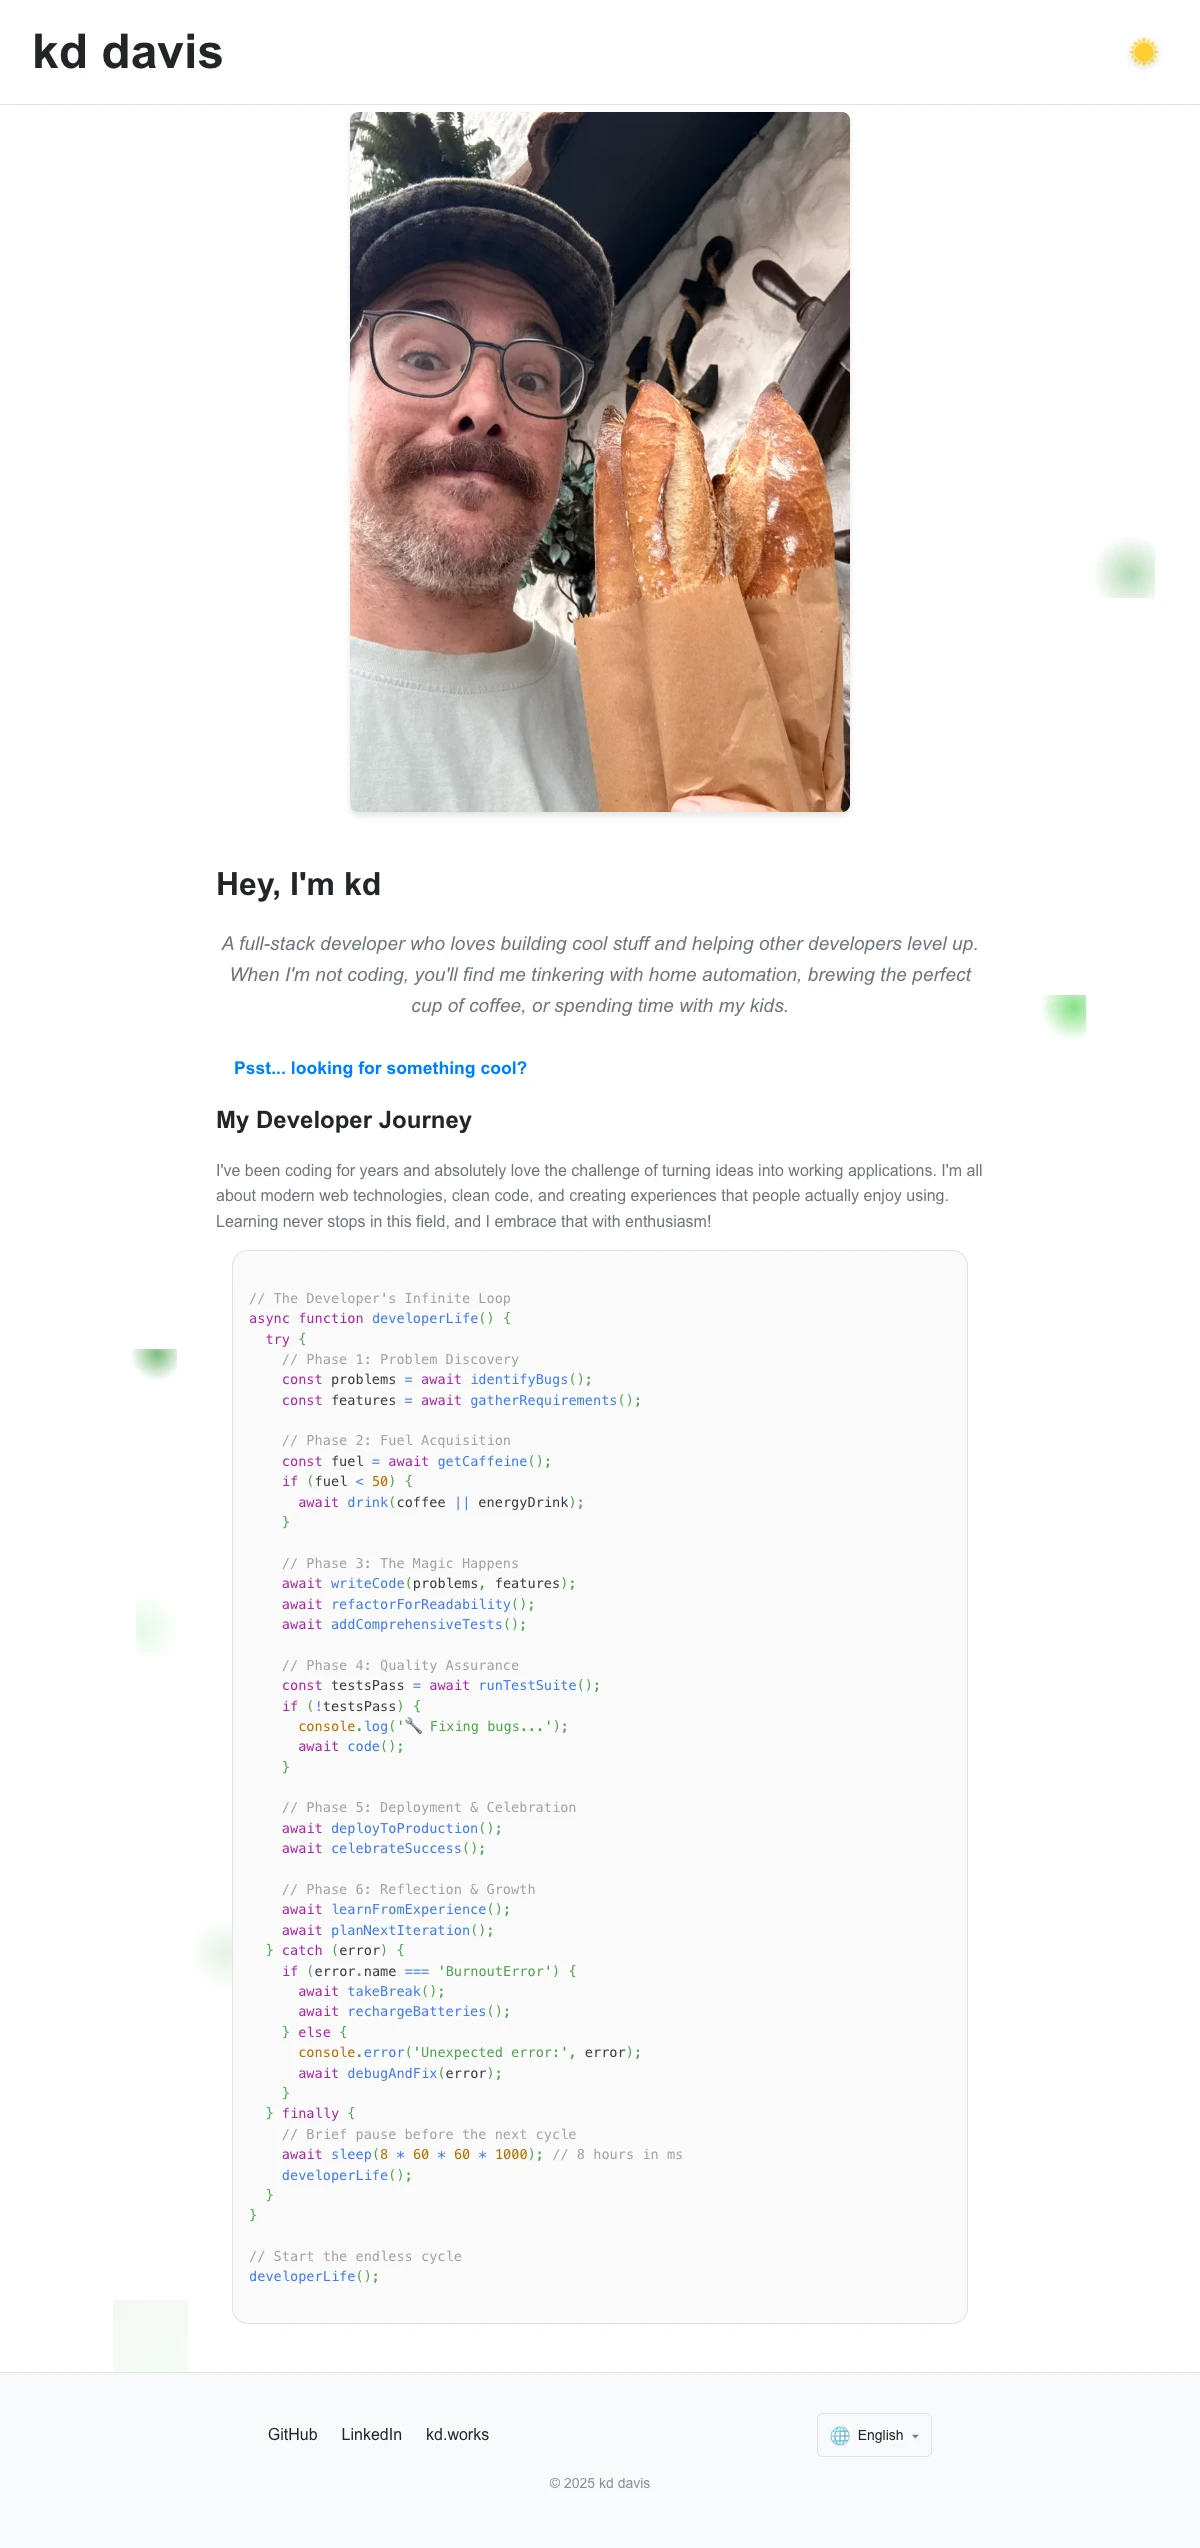 kd davis
Hey, I'm kd
A full-stack developer who loves building cool stuff and helping other developers level up.
When I'm not coding, you'll find me tinkering with home automation, brewing the perfect
cup of coffee, or spending time with my kids.
Psst... looking for something cool?
My Developer Journey
I've been coding for years and absolutely love the challenge of turning ideas into working applications. I'm all
about modern web technologies, clean code, and creating experiences that people actually enjoy using.
Learning never stops in this field, and I embrace that with enthusiasm!
// The Developer's Infinite Loop
async function developerLife() {
  try {
    // Phase 1: Problem Discovery
    const problems = await identifyBugs();
    const features = await gatherRequirements();
    // Phase 2: Fuel Acquisition
    const fuel = await getCaffeine();
    if (fuel < 50) {
      await drink(coffee || energyDrink);
    }
    // Phase 3: The Magic Happens
    await writeCode(problems, features);
    await refactorForReadability();
    await addComprehensiveTests();
    // Phase 4: Quality Assurance
    const testsPass = await runTestSuite();
    if (!testsPass) {
      console.log('🔧 Fixing bugs...');
      await code();
    }
    // Phase 5: Deployment & Celebration
    await deployToProduction();
    await celebrateSuccess();
    // Phase 6: Reflection & Growth
    await learnFromExperience();
    await planNextIteration();
  } catch (error) {
    if (error.name === 'BurnoutError') {
      await takeBreak();
      await rechargeBatteries();
    } else {
      console.error('Unexpected error:', error);
      await debugAndFix(error);
    }
  } finally {
    // Brief pause before the next cycle
    await sleep(8 * 60 * 60 * 1000); // 8 hours in ms
    developerLife();
  }
}
// Start the endless cycle
developerLife();
GitHub LinkedIn kd.works 🌐 English
© 2025 kd davis